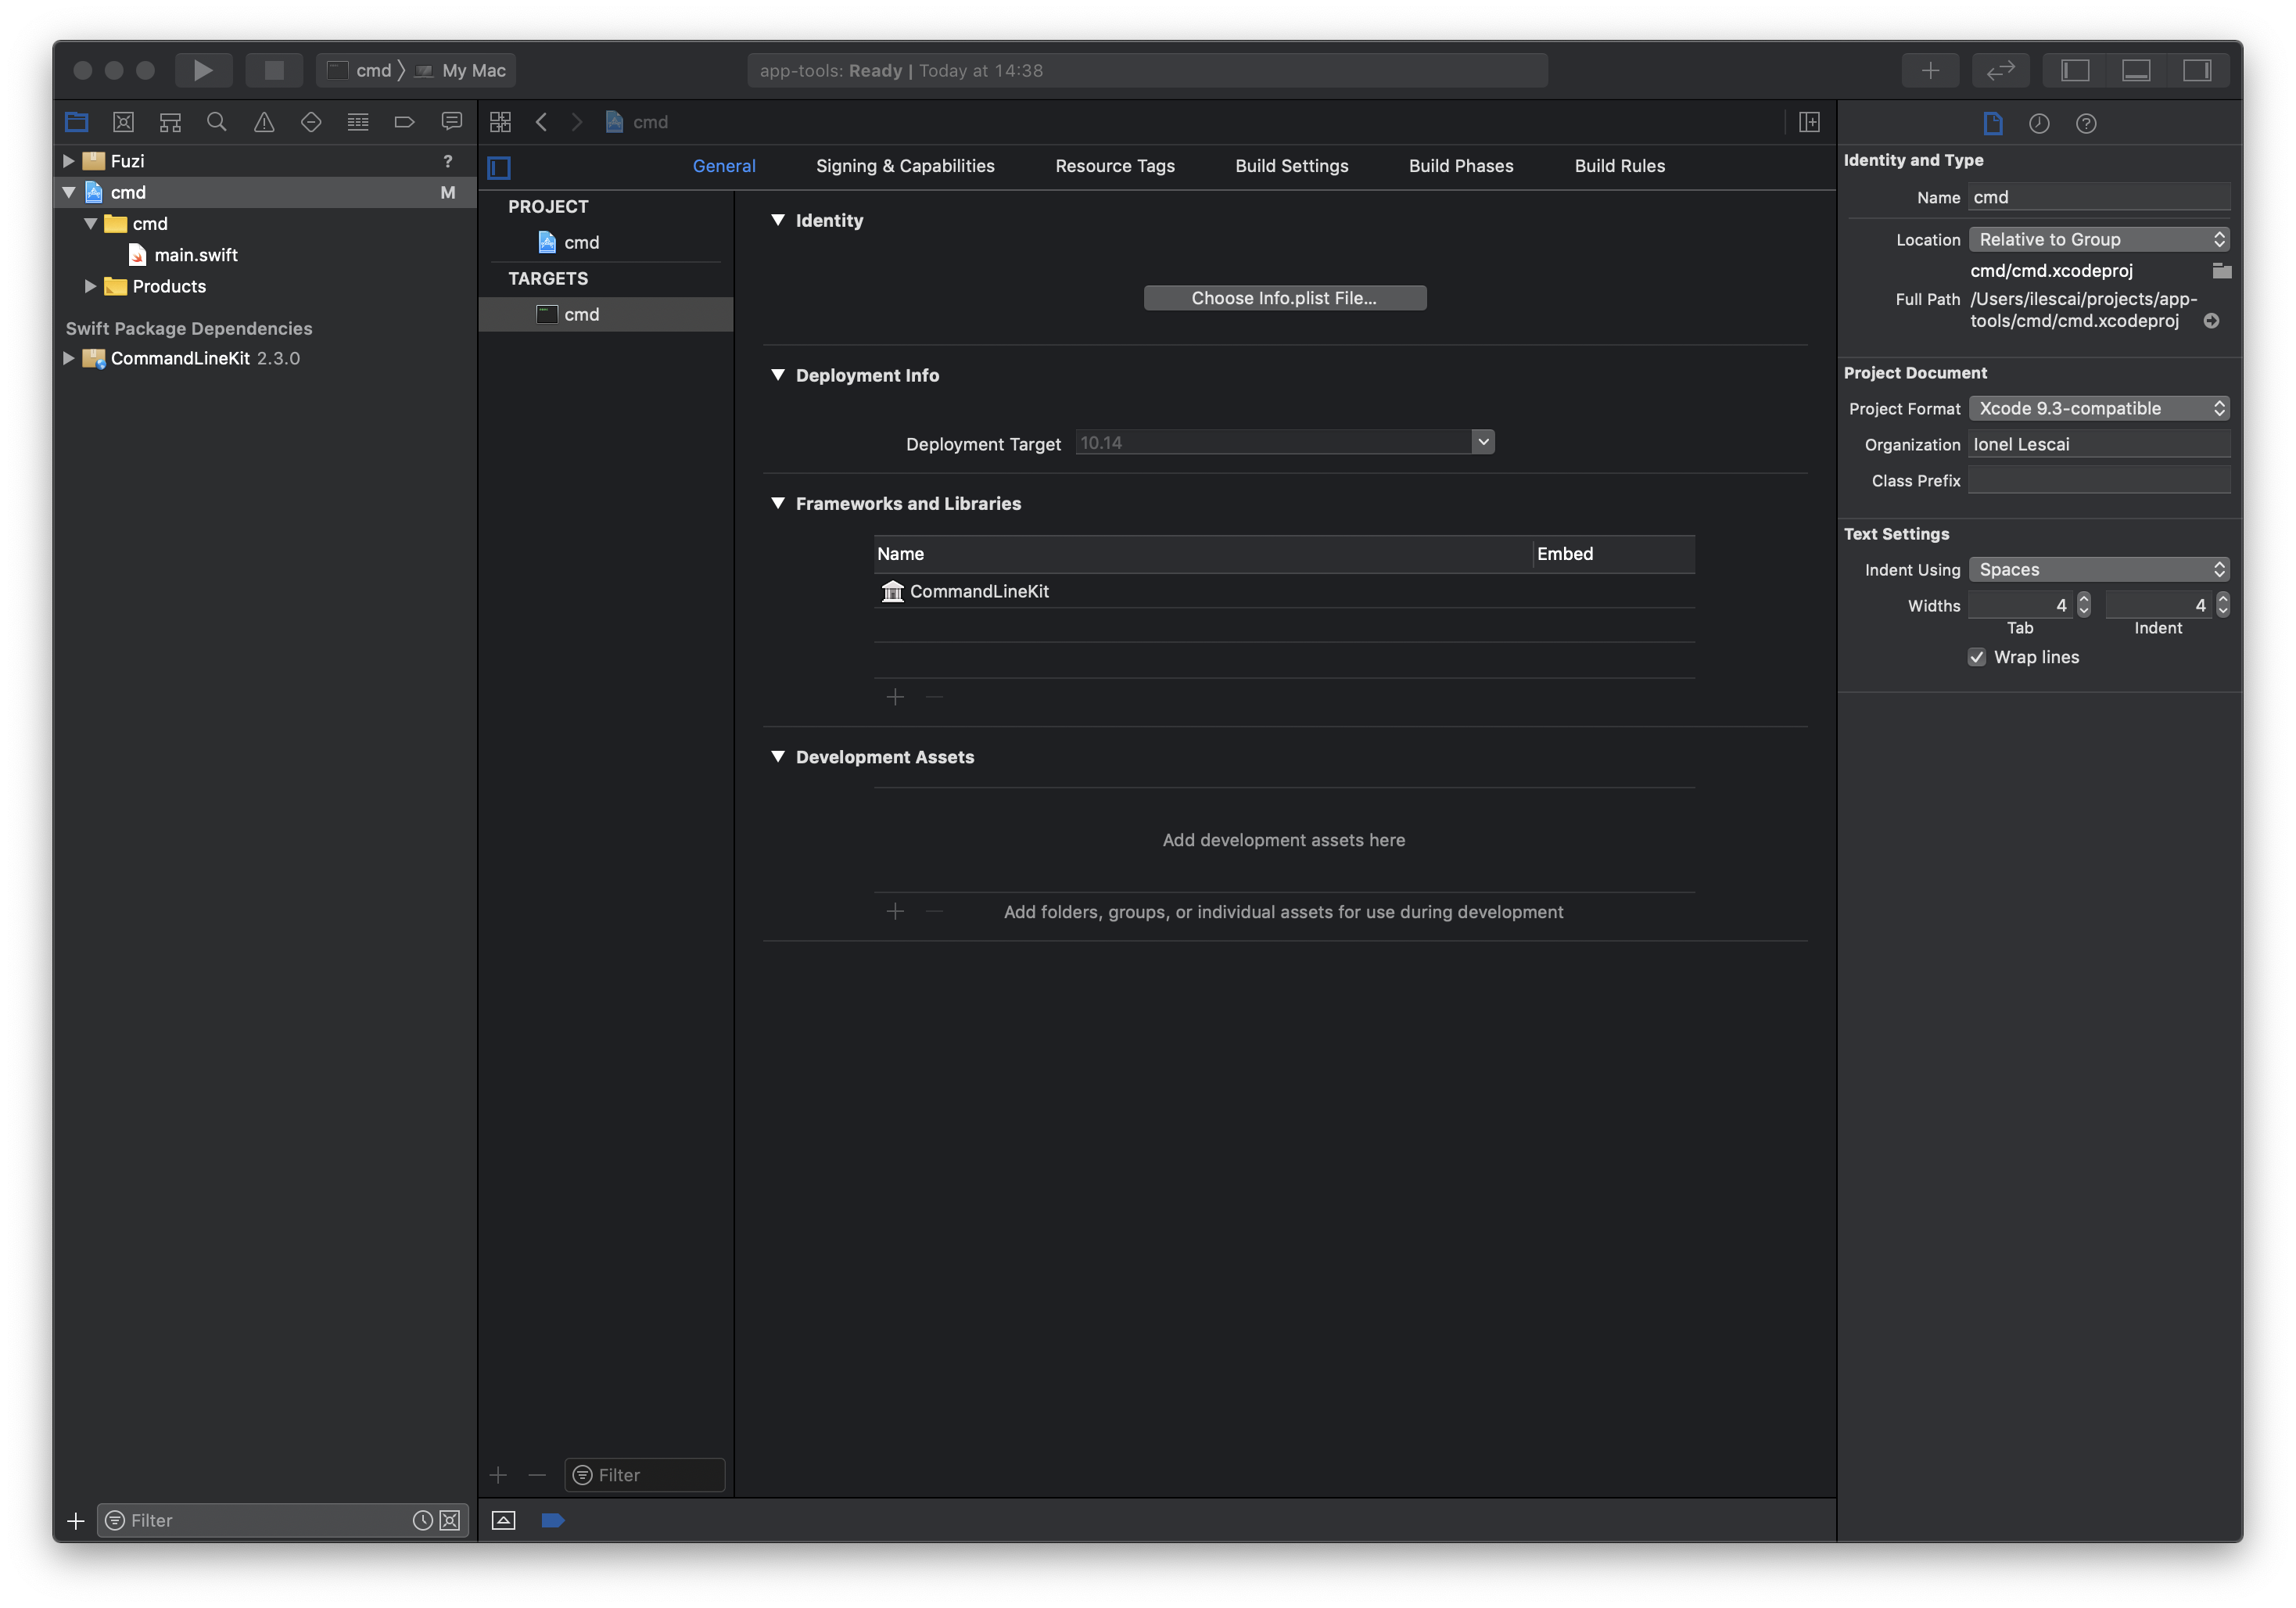 cmd 〉 My Mac
app-tools: Ready | Today at 14:38
cmd
Fuzi ?
cmd M
cmd
main.swift
Products
Swift Package Dependencies
CommandLineKit 2.3.0
Filter
General Signing & Capabilities Resource Tags Build Settings Build Phases Build Rules
PROJECT
cmd
TARGETS
cmd
Filter
Identity
Choose Info.plist File...
Deployment Info
Deployment Target 10.14
Frameworks and Libraries
Name Embed
CommandLineKit
Development Assets
Add development assets here
Add folders, groups, or individual assets for use during development
Identity and Type
Name cmd
Location Relative to Group
cmd/cmd.xcodeproj
Full Path /Users/ilescai/projects/app-
tools/cmd/cmd.xcodeproj
Project Document
Project Format Xcode 9.3-compatible
Organization Ionel Lescai
Class Prefix
Text Settings
Indent Using Spaces
Widths 4 4
Tab Indent
Wrap lines